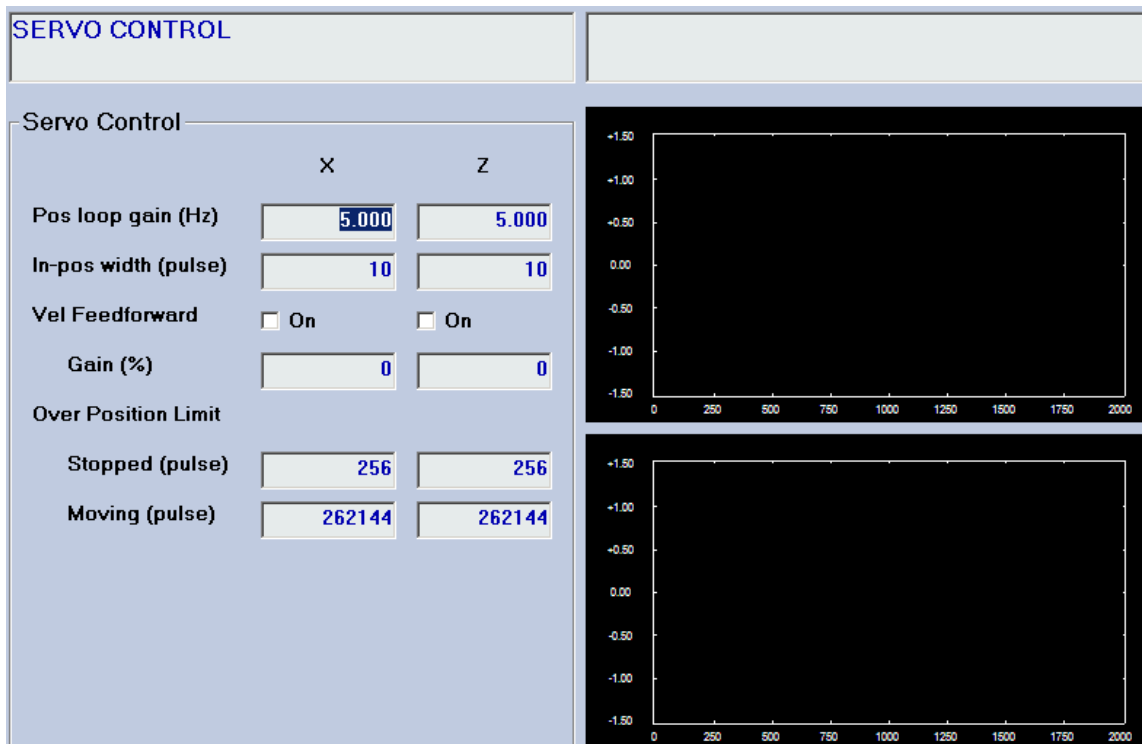 SERVO CONTROL
Servo Control
X Z
Pos loop gain (Hz) 5.000 5.000
In-pos width (pulse) 10 10
Vel Feedforward On On
Gain (%) 0 0
Over Position Limit
Stopped (pulse) 256 256
Moving (pulse) 262144 262144
+1.50
+1.00
+0.50
0.00
-0.50
-1.00
-1.50
0 250 500 750 1000 1250 1500 1750 2000
+1.50
+1.00
+0.50
0.00
-0.50
-1.00
-1.50
0 250 500 750 1000 1250 1500 1750 2000